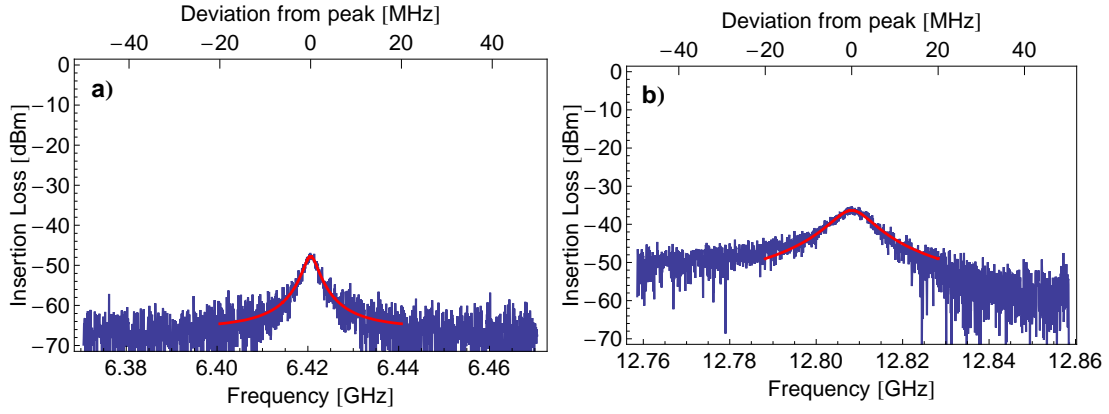 Deviation from peak [MHz]
−40 −20 0 20 40
a)
Insertion Loss [dBm]
0
−10
−20
−30
−40
−50
−60
−70
6.38 6.40 6.42 6.44 6.46
Frequency [GHz]
Deviation from peak [MHz]
−40 −20 0 20 40
b)
Insertion Loss [dBm]
0
−10
−20
−30
−40
−50
−60
−70
12.76 12.78 12.80 12.82 12.84 12.86
Frequency [GHz]